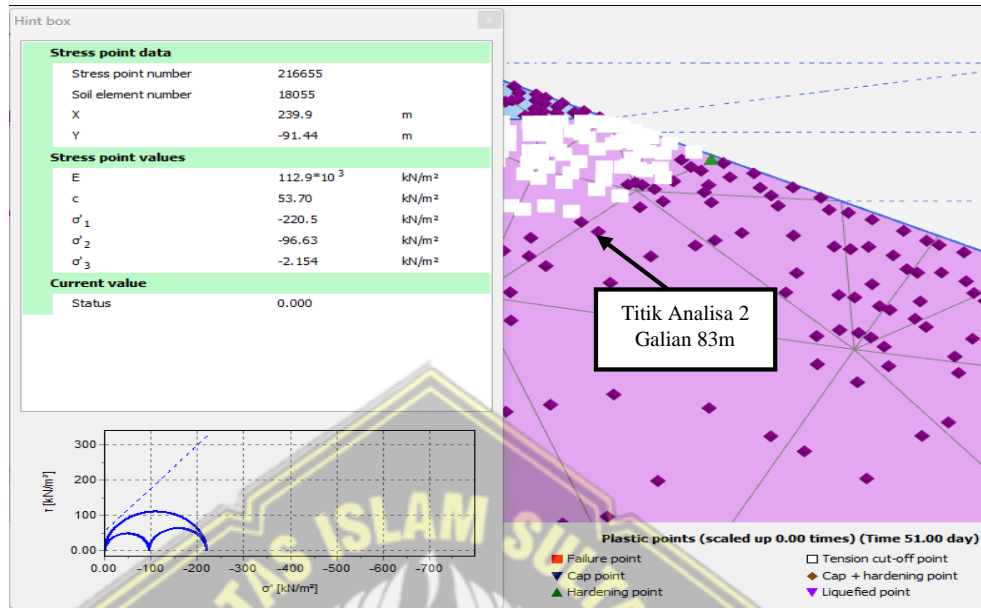 Hint box
Stress point data
Stress point number 216655
Soil element number 18055
X 239.9 m
Y -91.44 m
Stress point values
E 112.9*10 3 kN/m²
c 53.70 kN/m²
σ'1 -220.5 kN/m²
σ'2 -96.63 kN/m²
σ'3 -2.154 kN/m²
Current value
Status 0.000
Titik Analisa 2
Galian 83m
300
200
100
0.00
τ [kN/m²]
0.00 -100 -200 -300 -400 -500 -600 -700
σ' [kN/m²]
ISLAM SUL
Plastic points (scaled up 0.00 times) (Time 51.00 day)
Failure point Tension cut-off point
Cap point Cap + hardening point
Hardening point Liquefied point